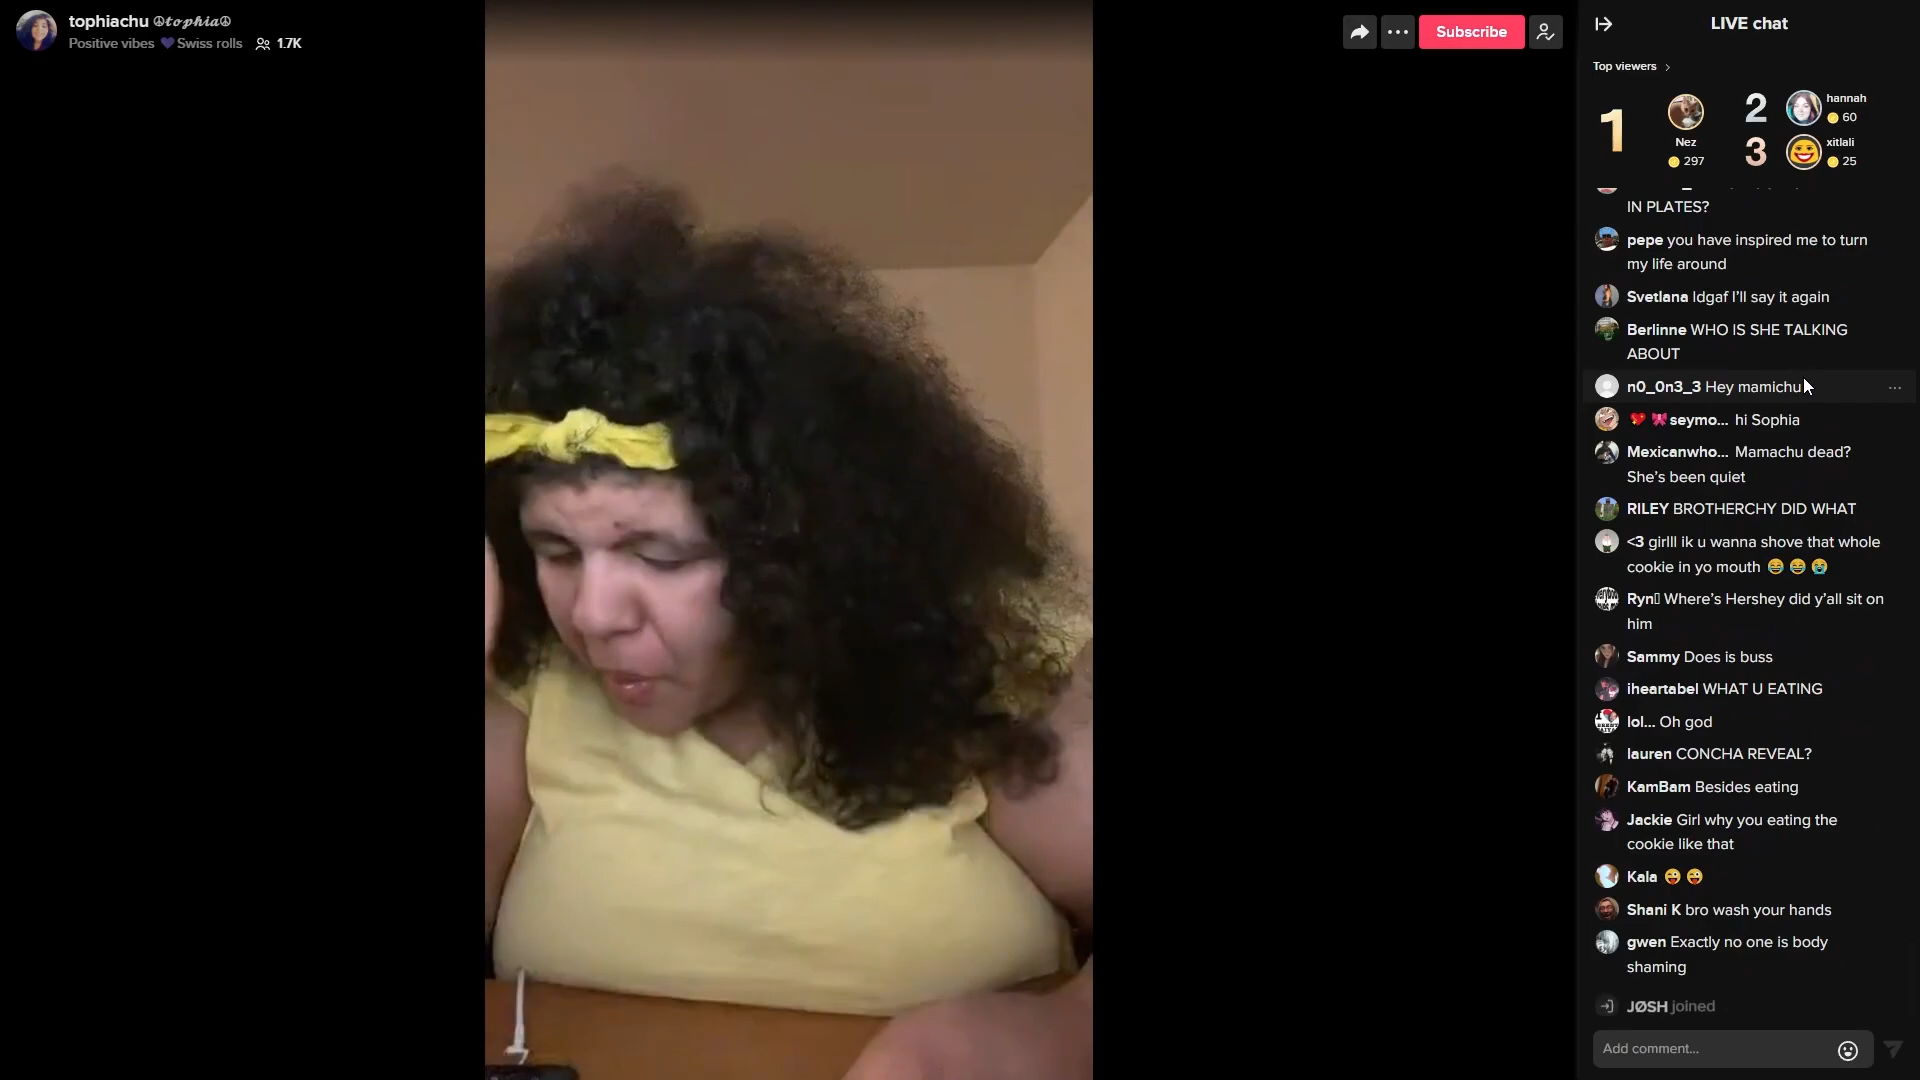 tophiachu ☮𝓽𝓸𝓹𝓱𝓲𝓪☮
Positive vibes 💜Swiss rolls 1.7K
Subscribe
LIVE chat
Top viewers >
1
Nez
297
2
hannah
60
3
xitlali
25
IN PLATES?
pepe you have inspired me to turn
my life around
Svetlana Idgaf I'll say it again
Berlinne WHO IS SHE TALKING
ABOUT
n0_0n3_3 Hey mamichu
💖 🎀seymo... hi Sophia
Mexicanwho... Mamachu dead?
She's been quiet
RILEY BROTHERCHY DID WHAT
<3 girlll ik u wanna shove that whole
cookie in yo mouth 😂 😂 😭
Ryn Where's Hershey did y'all sit on
him
Sammy Does is buss
iheartabel WHAT U EATING
lol... Oh god
lauren CONCHA REVEAL?
KamBam Besides eating
Jackie Girl why you eating the
cookie like that
Kala 😜 😜
Shani K bro wash your hands
gwen Exactly no one is body
shaming
JØSH joined
Add comment...